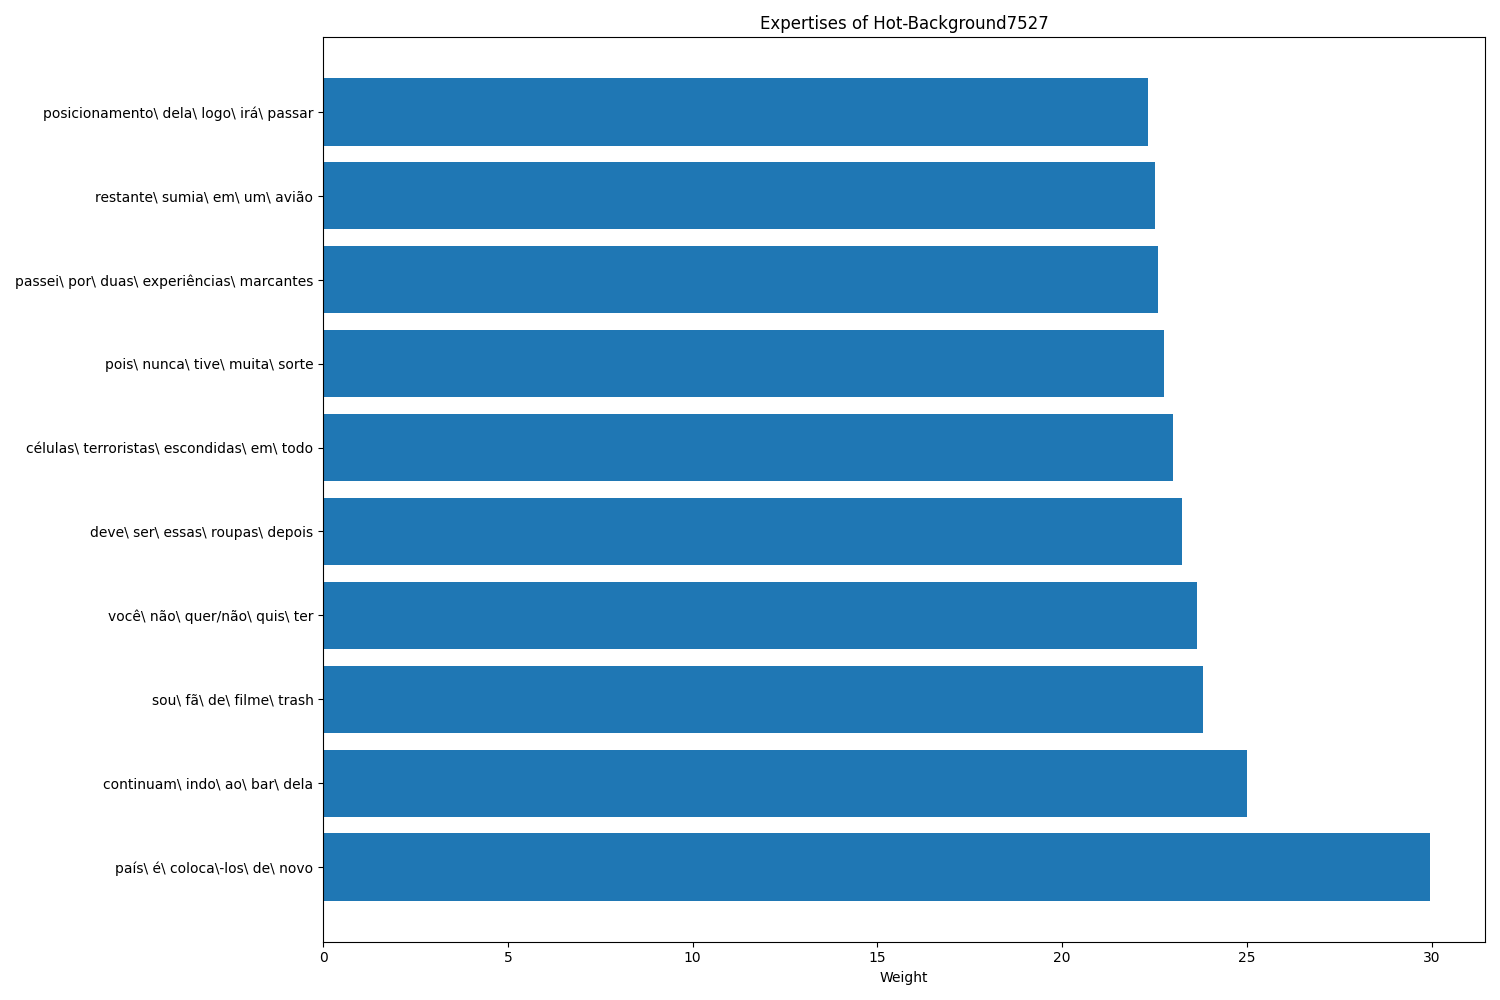 Expertises of Hot-Background7527
posicionamento\ dela\ logo\ irá\ passar
restante\ sumia\ em\ um\ avião
passei\ por\ duas\ experiências\ marcantes
pois\ nunca\ tive\ muita\ sorte
células\ terroristas\ escondidas\ em\ todo
deve\ ser\ essas\ roupas\ depois
você\ não\ quer/não\ quis\ ter
sou\ fã\ de\ filme\ trash
continuam\ indo\ ao\ bar\ dela
país\ é\ coloca\-los\ de\ novo
0 5 10 15 20 25 30
Weight